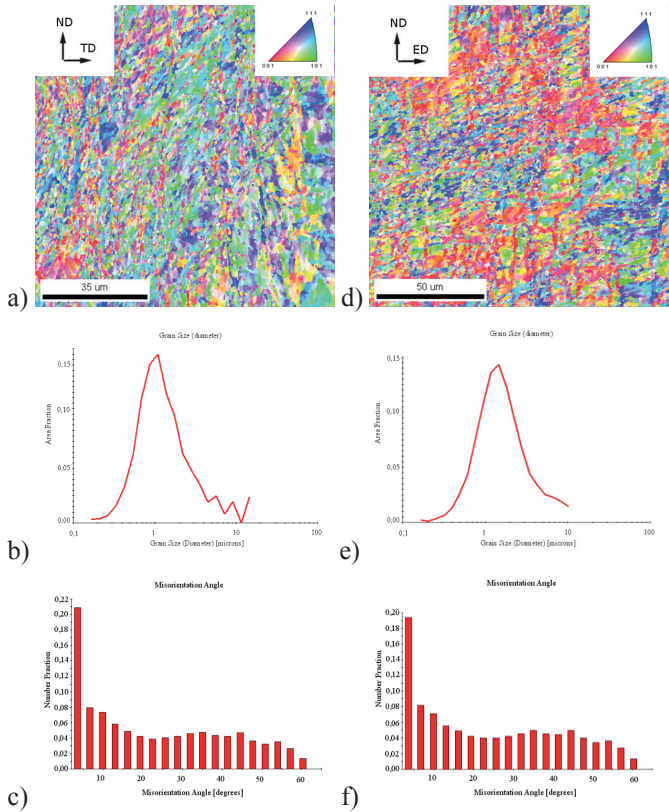 ND
TD
111
001 101
35 um
a)
ND
ED
111
001 101
50 um
d)
Grain Size (diameter)
0,15
0,10
0,05
0,00
Area Fraction
0,1 1 10 100
Grain Size (Diameter) [microns]
b)
Grain Size (diameter)
0,15
0,10
0,05
0,00
Area Fraction
0,1 1 10 100
Grain Size (Diameter) [microns]
e)
Misorientation Angle
0,22
0,20
0,18
0,16
0,14
0,12
0,10
0,08
0,06
0,04
0,02
0,00
Number Fraction
10 20 30 40 50 60
Misorientation Angle [degrees]
c)
Misorientation Angle
0,20
0,18
0,16
0,14
0,12
0,10
0,08
0,06
0,04
0,02
0,00
Number Fraction
10 20 30 40 50 60
Misorientation Angle [degrees]
f)